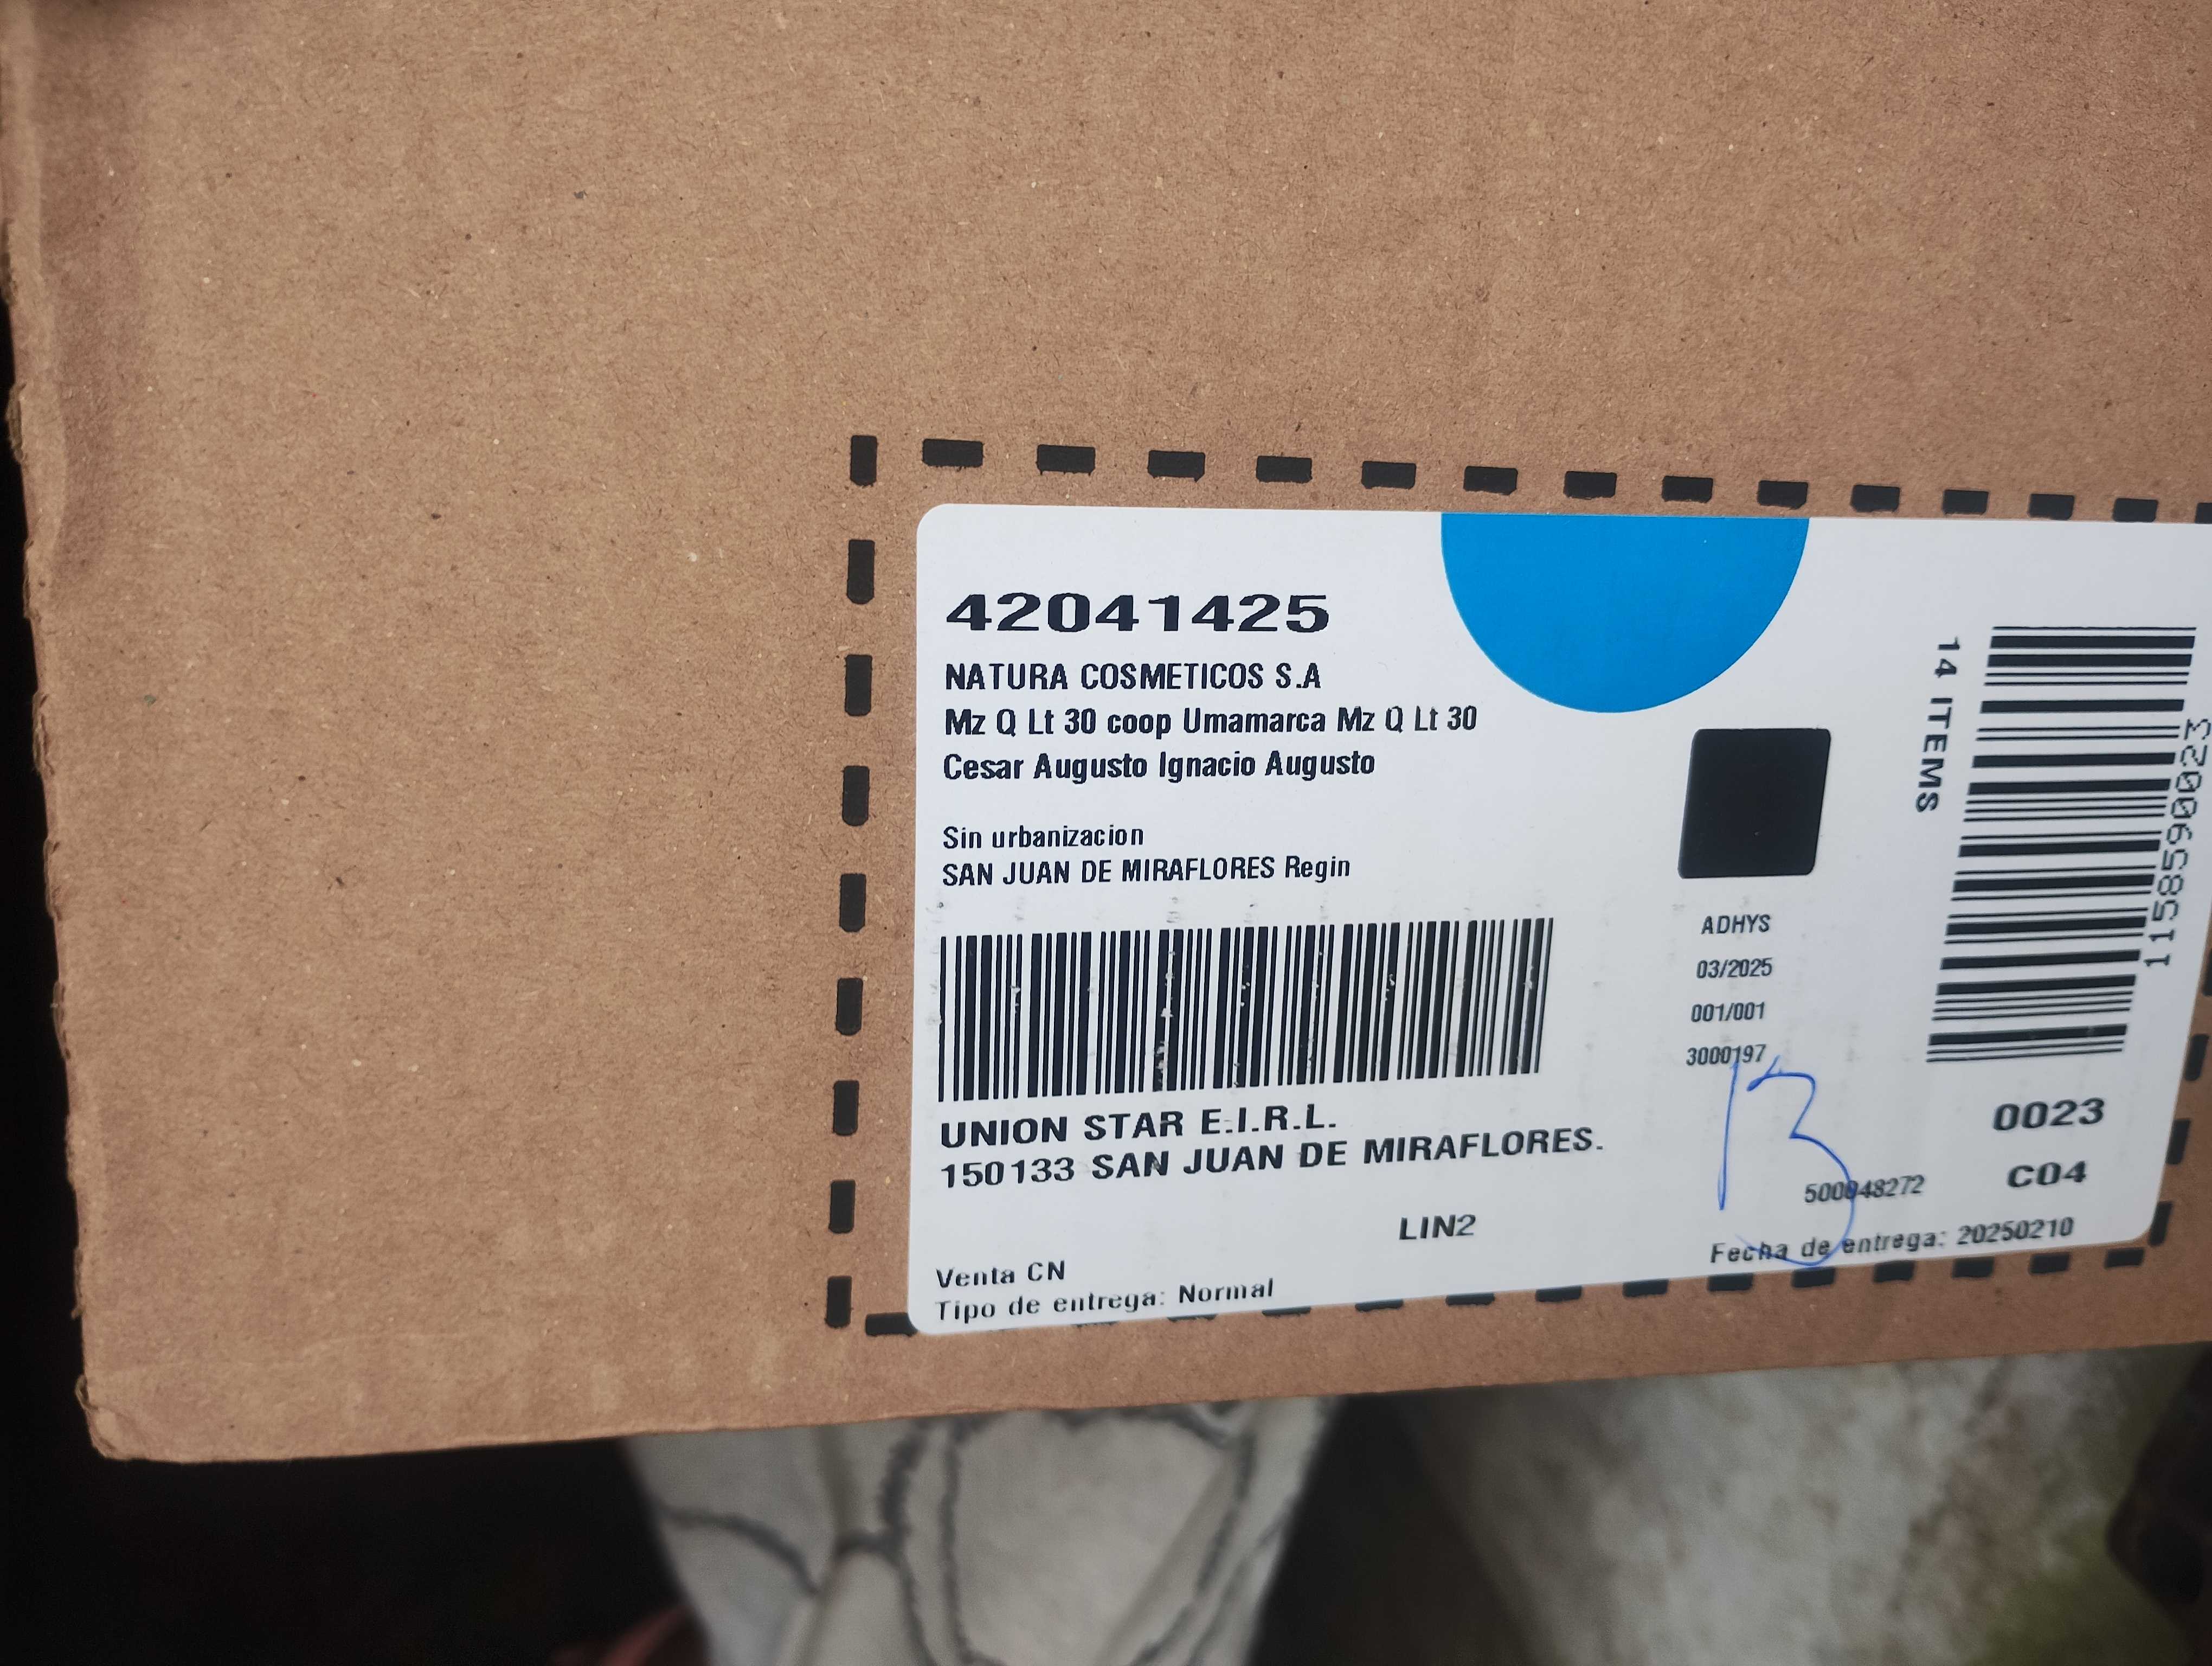 42041425
NATURA COSMETICOS S.A
Mz Q Lt 30 coop Umamarca Mz Q Lt 30
Cesar Augusto Ignacio Augusto
Sin urbanizacion
SAN JUAN DE MIRAFLORES Regin
UNION STAR E.I.R.L.
150133 SAN JUAN DE MIRAFLORES.
LIN2
Venta CN
Tipo de entrega: Normal
ADHYS
03/2025
001/001
3000197
13
500948272
Fecha de entrega: 20250210
14 ITEMS
1158590023
0023
C04